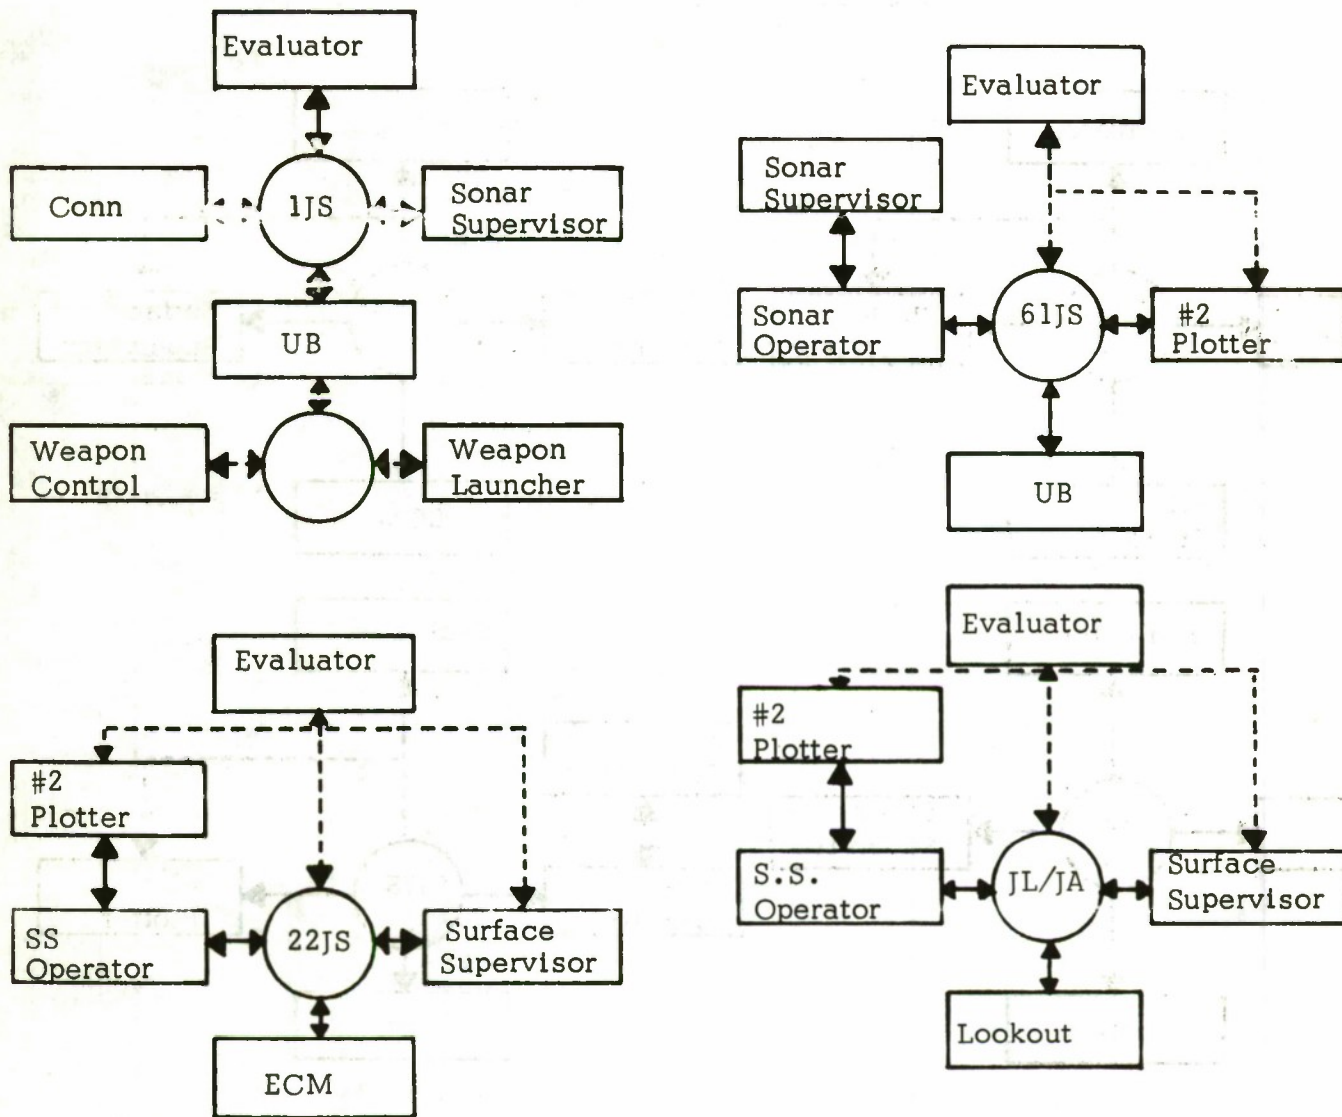 Evaluator
Conn
1JS
Sonar
Supervisor
UB
Weapon
Control
Weapon
Launcher
Evaluator
Sonar
Supervisor
Sonar
Operator
61JS
#2
Plotter
UB
Evaluator
#2
Plotter
SS
Operator
22JS
Surface
Supervisor
ECM
Evaluator
#2
Plotter
S.S.
Operator
JL/JA
Surface
Supervisor
Lookout